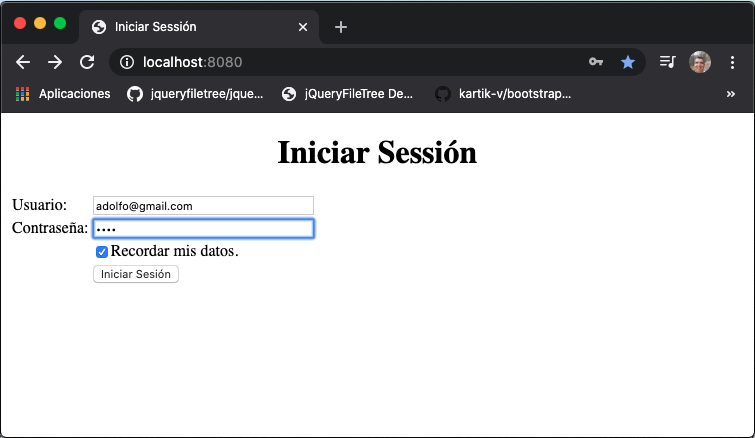 Iniciar Sessión
localhost:8080
Aplicaciones jqueryfiletree/jque... jQueryFileTree De... kartik-v/bootstrap... »
Iniciar Sessión
Usuario: adolfo@gmail.com
Contraseña: ••••
Recordar mis datos.
Iniciar Sesión